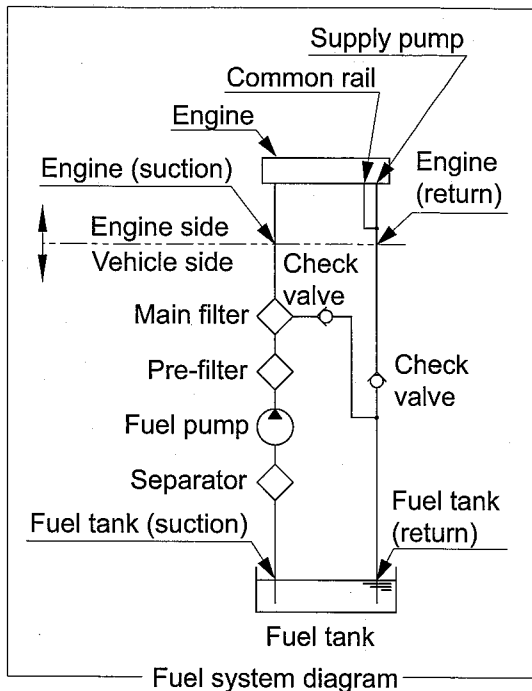 Supply pump
Common rail
Engine
Engine (suction)
Engine
(return)
Engine side
Vehicle side
Check
valve
Main filter
Pre-filter
Check
valve
Fuel pump
Separator
Fuel tank (suction)
Fuel tank
(return)
Fuel tank
Fuel system diagram